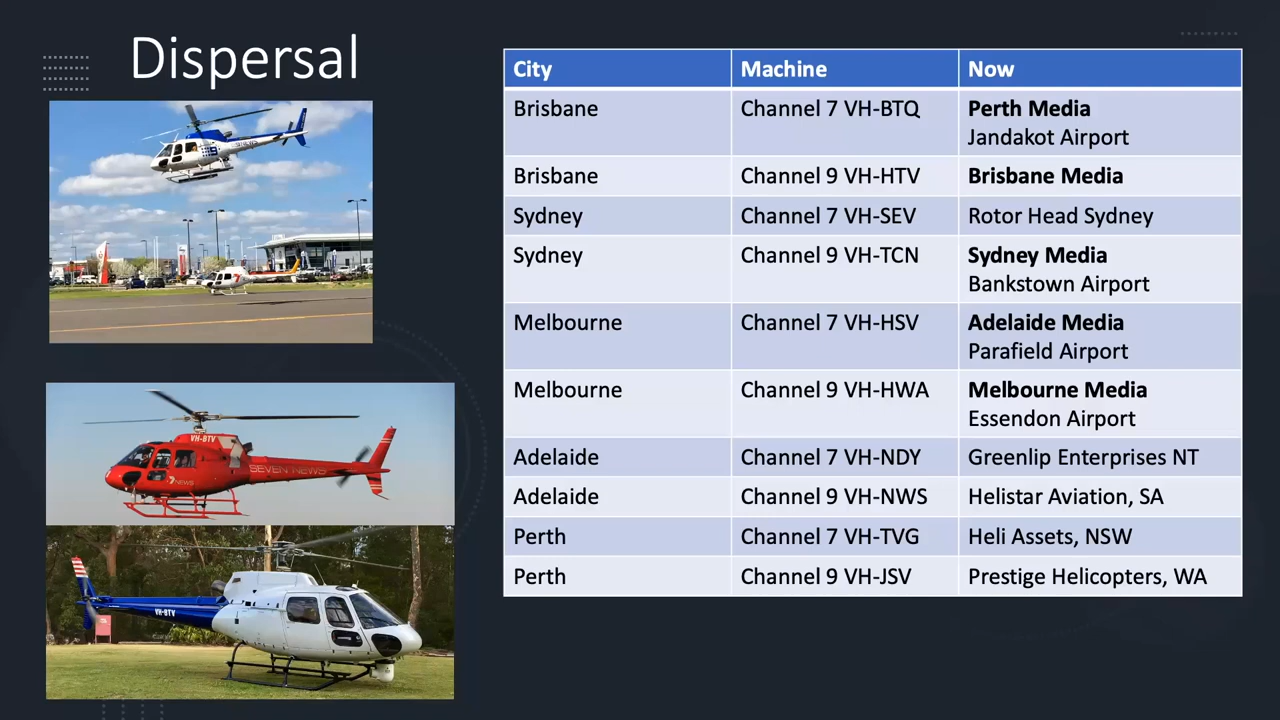 Dispersal
City Machine Now
Brisbane Channel 7 VH-BTQ Perth Media
Jandakot Airport
Brisbane Channel 9 VH-HTV Brisbane Media
Sydney Channel 7 VH-SEV Rotor Head Sydney
Sydney Channel 9 VH-TCN Sydney Media
Bankstown Airport
Melbourne Channel 7 VH-HSV Adelaide Media
Parafield Airport
Melbourne Channel 9 VH-HWA Melbourne Media
Essendon Airport
Adelaide Channel 7 VH-NDY Greenlip Enterprises NT
Adelaide Channel 9 VH-NWS Helistar Aviation, SA
Perth Channel 7 VH-TVG Heli Assets, NSW
Perth Channel 9 VH-JSV Prestige Helicopters, WA
9
7
VH-BTV
SEVEN NEWS
7NEWS
VH-BTV